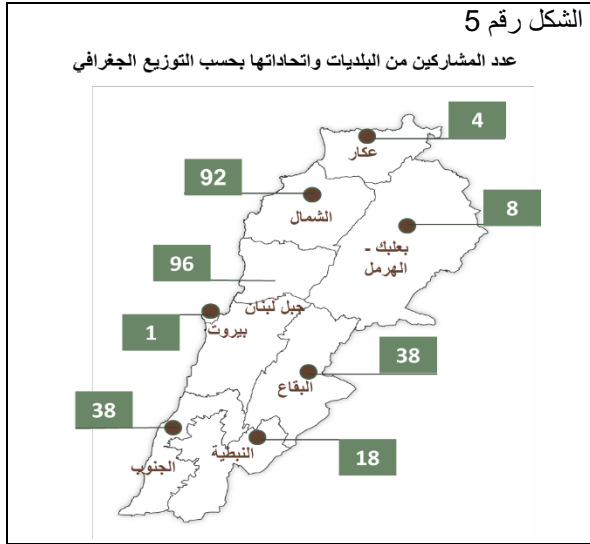 الشكل رقم 5
عدد المشاركين من البلديات واتحاداتها بحسب التوزيع الجغرافي
4
عكار
92
الشمال
8
بعلبك -
الهرمل
96
جبل لبنان
بيروت
1
38
البقاع
38
الجنوب
النبطية
18